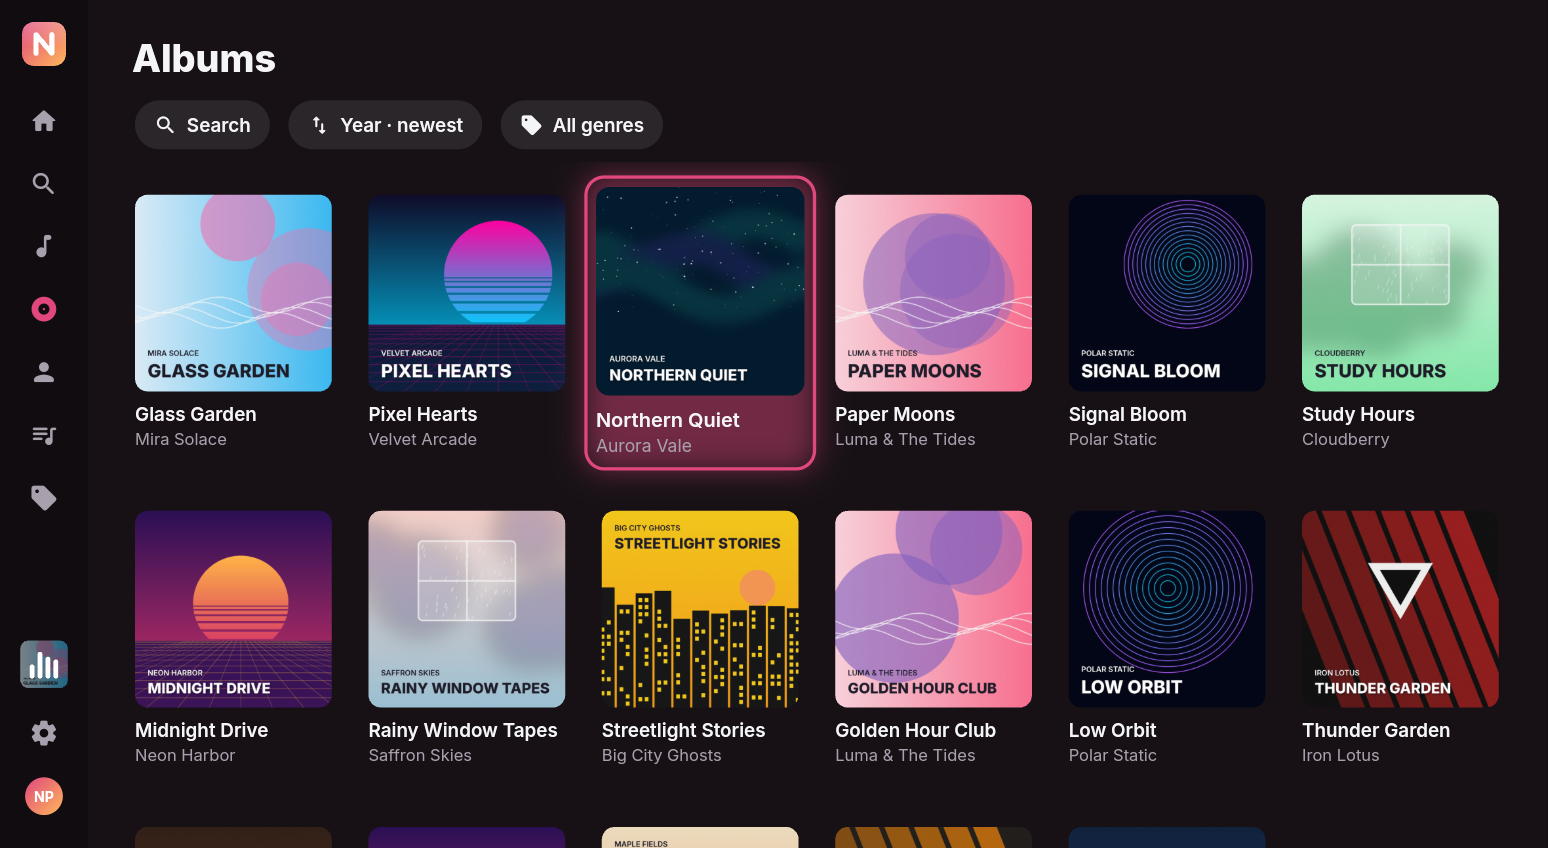 N
Albums
Search
Year · newest
All genres
MIRA SOLACE
GLASS GARDEN
Glass Garden
Mira Solace
VELVET ARCADE
PIXEL HEARTS
Pixel Hearts
Velvet Arcade
AURORA VALE
NORTHERN QUIET
Northern Quiet
Aurora Vale
LUMA & THE TIDES
PAPER MOONS
Paper Moons
Luma & The Tides
POLAR STATIC
SIGNAL BLOOM
Signal Bloom
Polar Static
CLOUDBERRY
STUDY HOURS
Study Hours
Cloudberry
NEON HARBOR
MIDNIGHT DRIVE
Midnight Drive
Neon Harbor
SAFFRON SKIES
RAINY WINDOW TAPES
Rainy Window Tapes
Saffron Skies
BIG CITY GHOSTS
STREETLIGHT STORIES
Streetlight Stories
Big City Ghosts
LUMA & THE TIDES
GOLDEN HOUR CLUB
Golden Hour Club
Luma & The Tides
POLAR STATIC
LOW ORBIT
Low Orbit
Polar Static
IRON LOTUS
THUNDER GARDEN
Thunder Garden
Iron Lotus
GLASS GARDEN
NP
MAPLE FIELDS